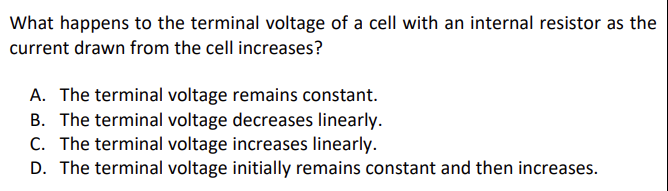 What happens to the terminal voltage of a cell with an internal resistor as the
current drawn from the cell increases?
A. The terminal voltage remains constant.
B. The terminal voltage decreases linearly.
C. The terminal voltage increases linearly.
D. The terminal voltage initially remains constant and then increases.